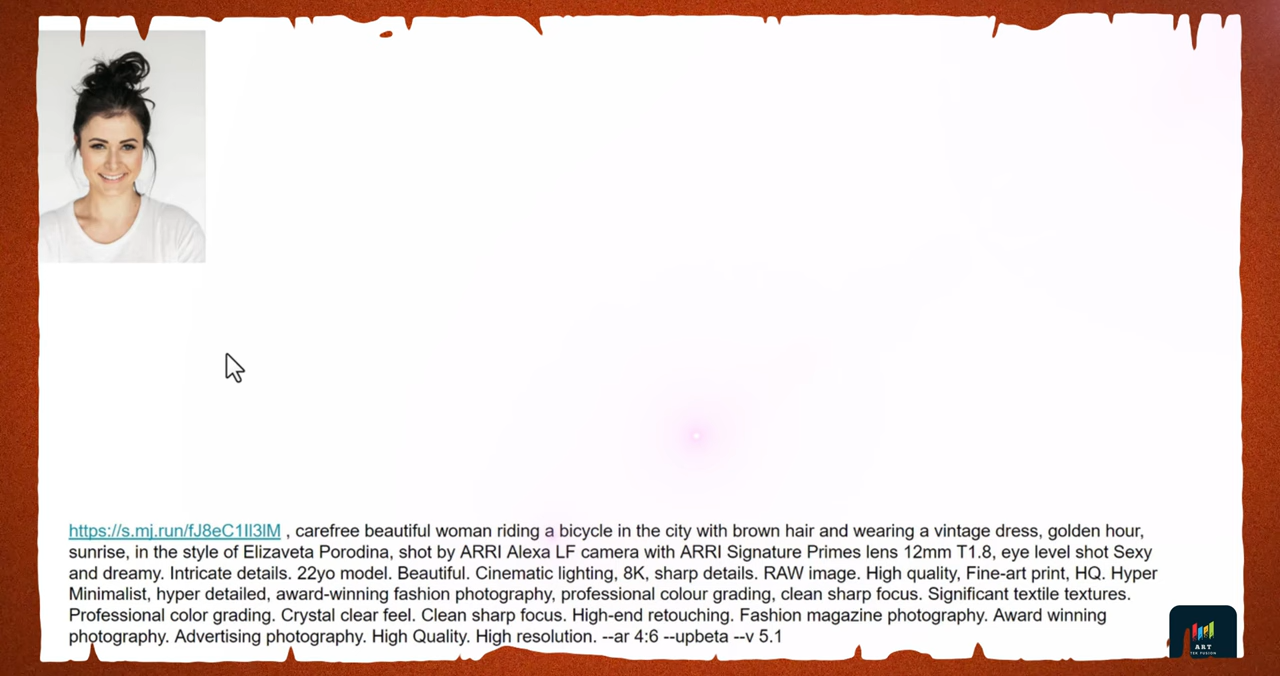 https://s.mj.run/fJ8eC1Il3lM , carefree beautiful woman riding a bicycle in the city with brown hair and wearing a vintage dress, golden hour,
sunrise, in the style of Elizaveta Porodina, shot by ARRI Alexa LF camera with ARRI Signature Primes lens 12mm T1.8, eye level shot Sexy
and dreamy. Intricate details. 22yo model. Beautiful. Cinematic lighting, 8K, sharp details. RAW image. High quality, Fine-art print, HQ. Hyper
Minimalist, hyper detailed, award-winning fashion photography, professional colour grading, clean sharp focus. Significant textile textures.
Professional color grading. Crystal clear feel. Clean sharp focus. High-end retouching. Fashion magazine photography. Award winning
photography. Advertising photography. High Quality. High resolution. --ar 4:6 --upbeta --v 5.1
ART
FUSION